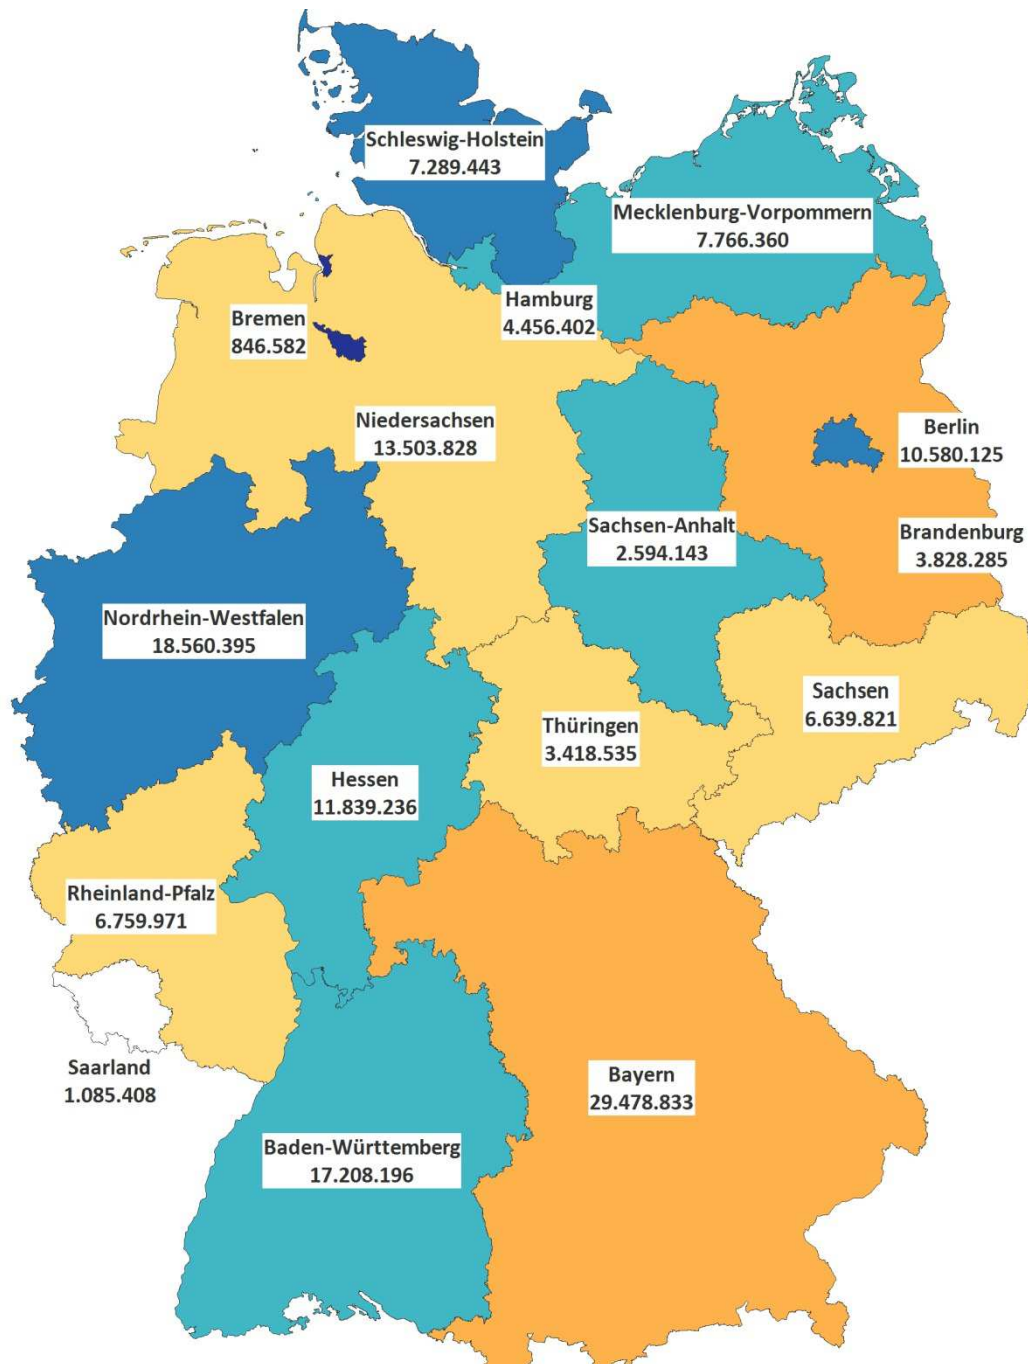 Schleswig-Holstein
7.289.443
Mecklenburg-Vorpommern
7.766.360
Hamburg
4.456.402
Bremen
846.582
Niedersachsen
13.503.828
Berlin
10.580.125
Sachsen-Anhalt
2.594.143
Brandenburg
3.828.285
Nordrhein-Westfalen
18.560.395
Sachsen
6.639.821
Thüringen
3.418.535
Hessen
11.839.236
Rheinland-Pfalz
6.759.971
Saarland
1.085.408
Bayern
29.478.833
Baden-Württemberg
17.208.196